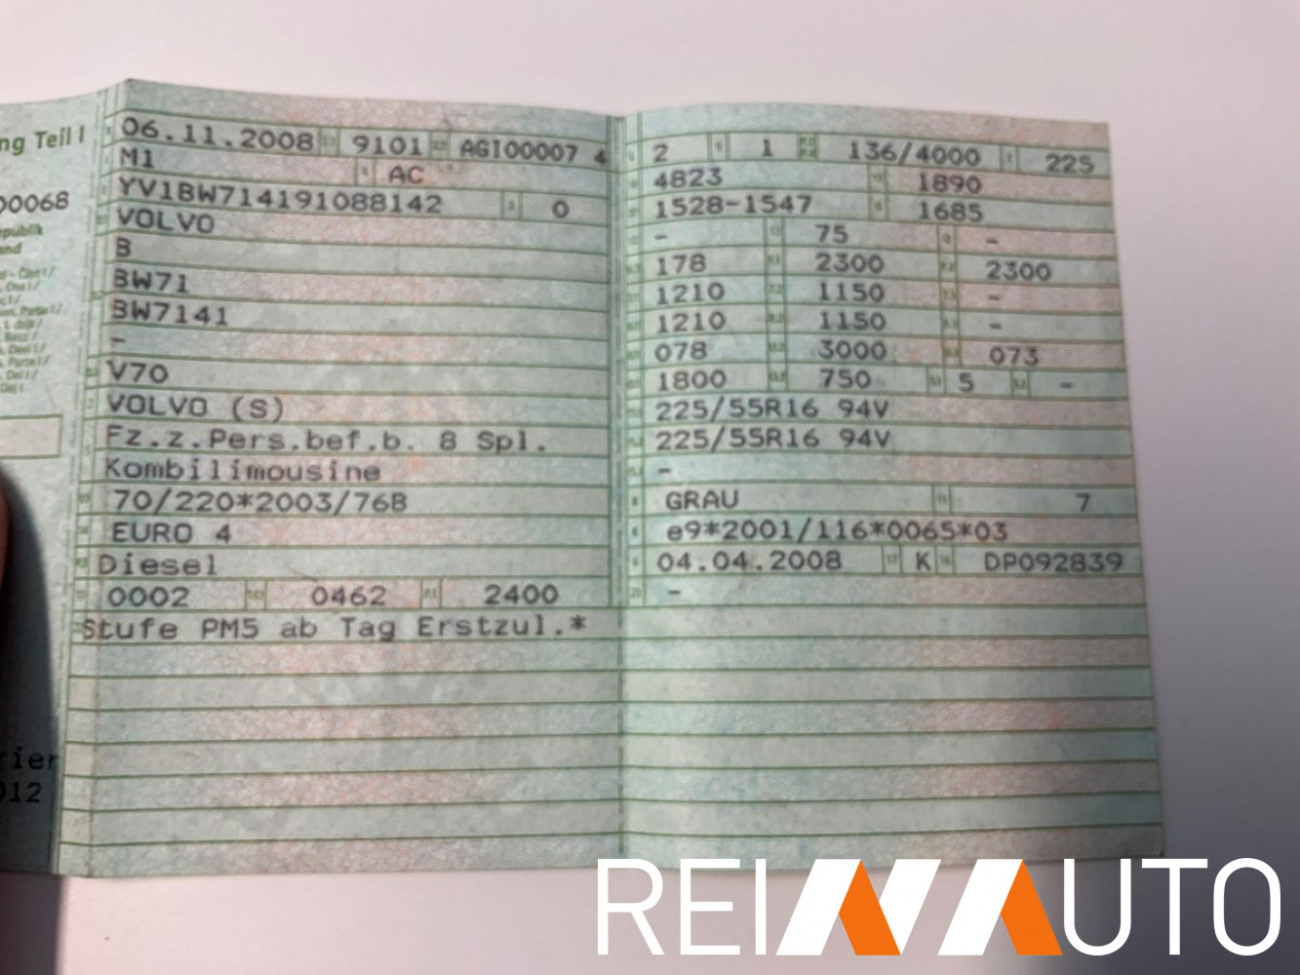 ng Teil I
00068
epublik
and
rier
012
06.11.2008 9101 AGI00007 4
M1 AC
YV1BW714191088142 0
VOLVO
B
BW71
BW7141
-
V70
VOLVO (S)
Fz.z.Pers.bef.b. 8 Spl.
Kombilimousine
70/220*2003/76B
EURO 4
Diesel
0002 0462 2400
Stufe PM5 ab Tag Erstzul.*
2 1 136/4000 225
4823 1890
1528-1547 1685
- 75 -
178 2300 2300
1210 1150 -
1210 1150 -
078 3000 073
1800 750 5 -
225/55R16 94V
225/55R16 94V
-
GRAU 7
e9*2001/116*0065*03
04.04.2008 K DP092839
-
REINAUTO